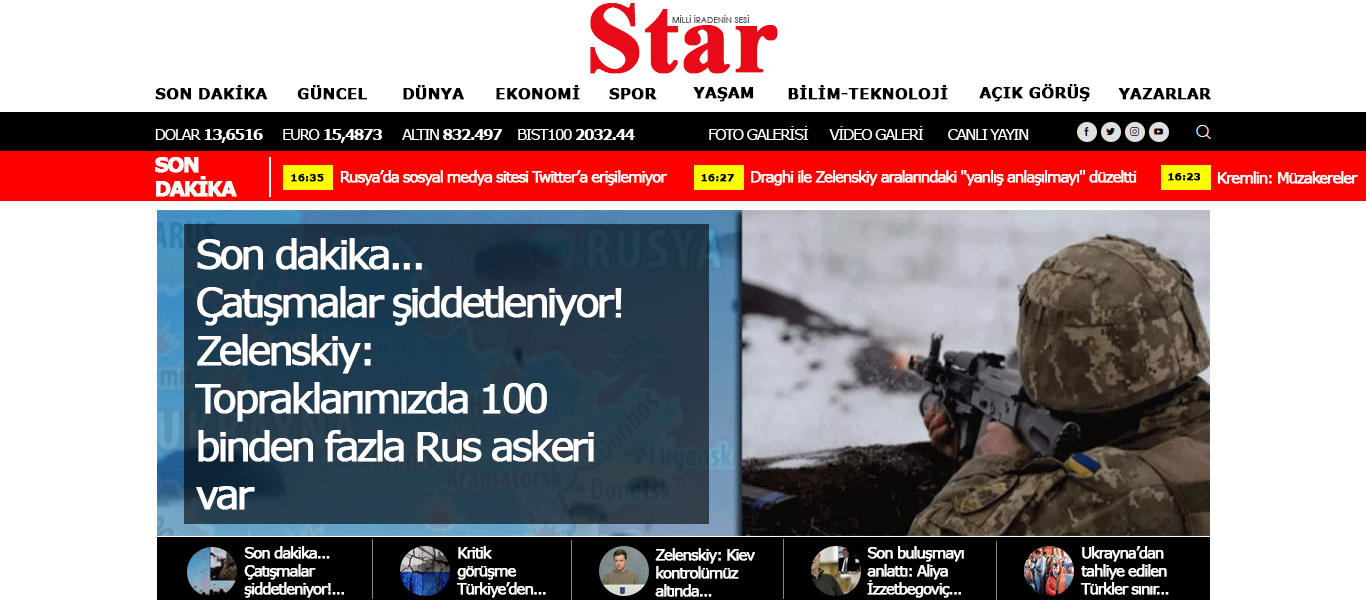 MİLLİ İRADENİN SESİ
Star
SON DAKİKA GÜNCEL DÜNYA EKONOMİ SPOR YAŞAM BİLİM-TEKNOLOJİ AÇIK GÖRÜŞ YAZARLAR
DOLAR 13,6516 EURO 15,4873 ALTIN 832.497 BIST100 2032.44 FOTO GALERİSİ VİDEO GALERİ CANLI YAYIN
SON
DAKİKA
16:35 Rusya’da sosyal medya sitesi Twitter’a erişilemiyor 16:27 Draghi ile Zelenskiy aralarındaki "yanlış anlaşılmayı" düzeltti 16:23 Kremlin: Müzakereler
ARUS
RUSYA
Son dakika...
Çatışmalar şiddetleniyor!
Zelenskiy:
Topraklarımızda 100
binden fazla Rus askeri
var
Donbas
Lugansk
Kramatorsk
Donetsk
Son dakika...
Çatışmalar
şiddetleniyor!...
Kritik
görüşme
Türkiye’den...
Zelenskiy: Kiev
kontrolümüz
altında...
Son buluşmayı
anlattı: Aliya
İzzetbegoviç...
Ukrayna’dan
tahliye edilen
Türkler sınır...